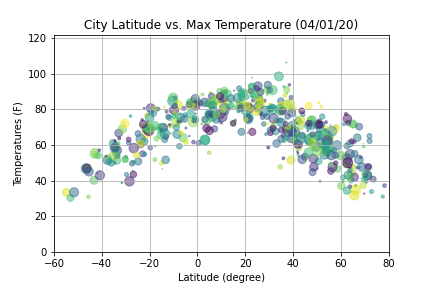 City Latitude vs. Max Temperature (04/01/20)
120
100
80
60
40
20
0
Temperatures (F)
−60 −40 −20 0 20 40 60 80
Latitude (degree)